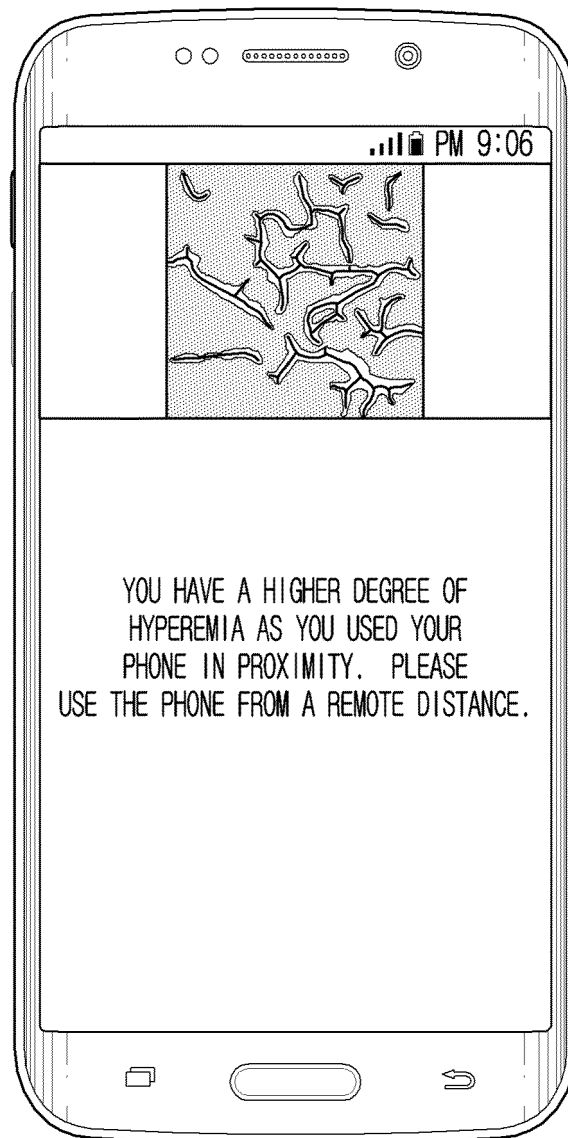 PM 9:06
YOU HAVE A HIGHER DEGREE OF
HYPEREMIA AS YOU USED YOUR
PHONE IN PROXIMITY. PLEASE
USE THE PHONE FROM A REMOTE DISTANCE.